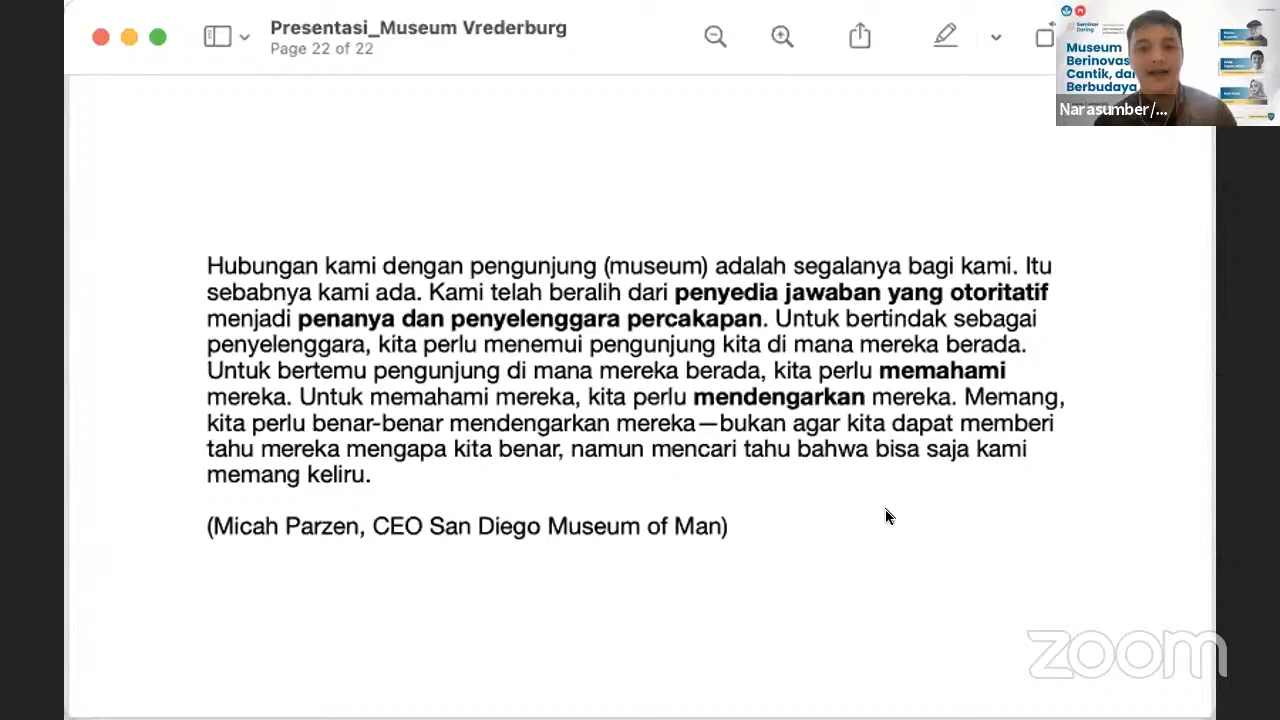 Presentasi_Museum Vrederburg
Page 22 of 22
Seminar
Daring
Museum
Berinovas
Cantik, dan
Berbudaya
Narasumber/...
Hubungan kami dengan pengunjung (museum) adalah segalanya bagi kami. Itu
sebabnya kami ada. Kami telah beralih dari penyedia jawaban yang otoritatif
menjadi penanya dan penyelenggara percakapan. Untuk bertindak sebagai
penyelenggara, kita perlu menemui pengunjung kita di mana mereka berada.
Untuk bertemu pengunjung di mana mereka berada, kita perlu memahami
mereka. Untuk memahami mereka, kita perlu mendengarkan mereka. Memang,
kita perlu benar-benar mendengarkan mereka—bukan agar kita dapat memberi
tahu mereka mengapa kita benar, namun mencari tahu bahwa bisa saja kami
memang keliru.
(Micah Parzen, CEO San Diego Museum of Man)
zoom